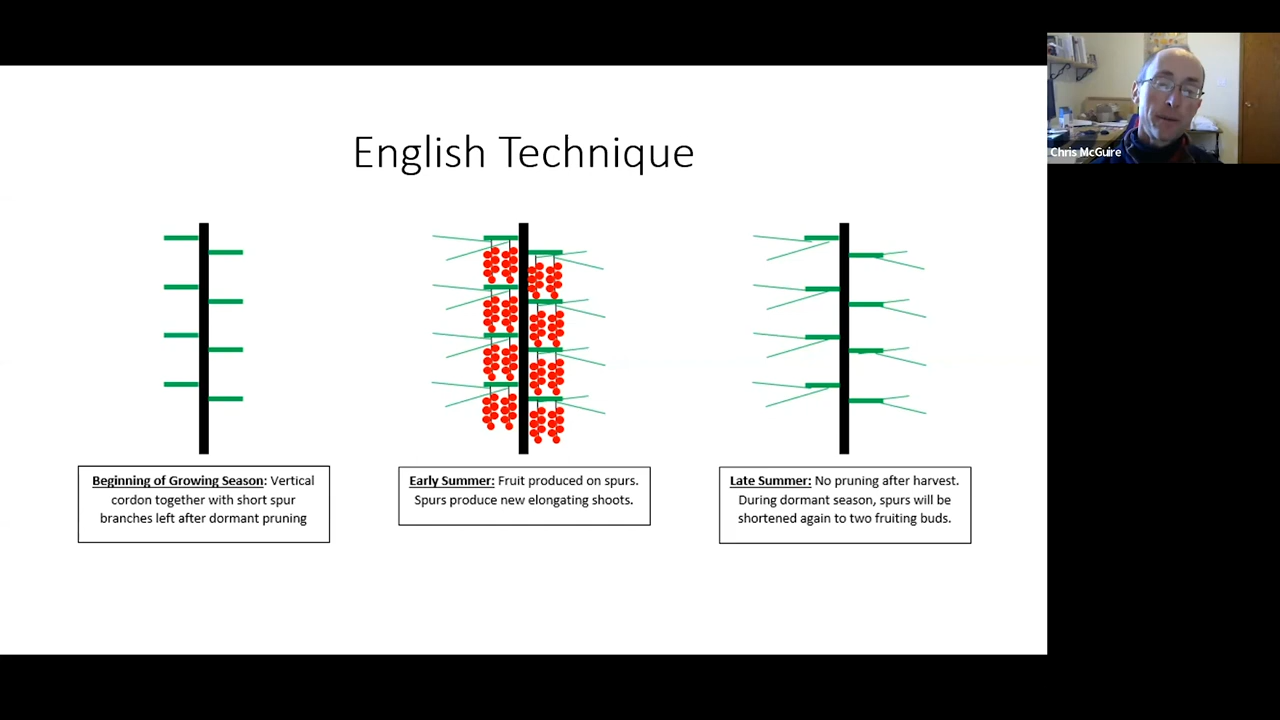 English Technique
Chris McGuire
Beginning of Growing Season: Vertical
cordon together with short spur
branches left after dormant pruning
Early Summer: Fruit produced on spurs.
Spurs produce new elongating shoots.
Late Summer: No pruning after harvest.
During dormant season, spurs will be
shortened again to two fruiting buds.